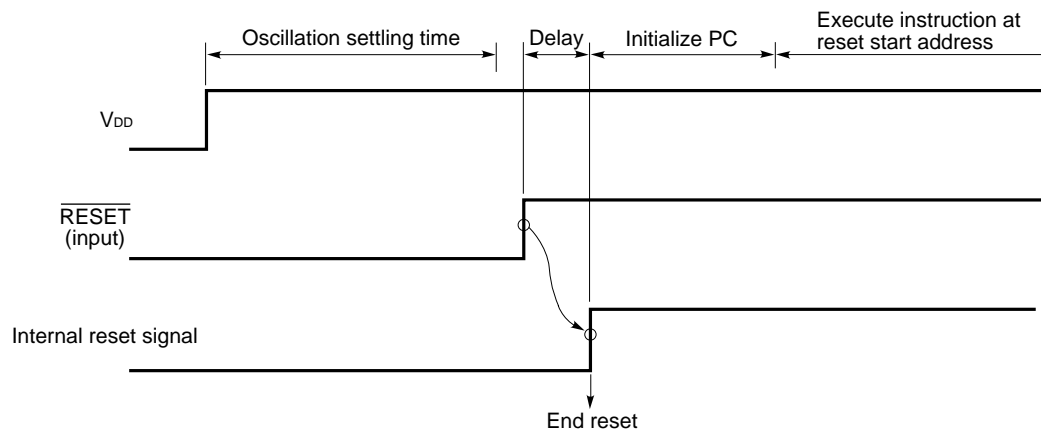 Oscillation settling time
Delay
Initialize PC
Execute instruction at
reset start address
VDD
RESET
(input)
Internal reset signal
End reset